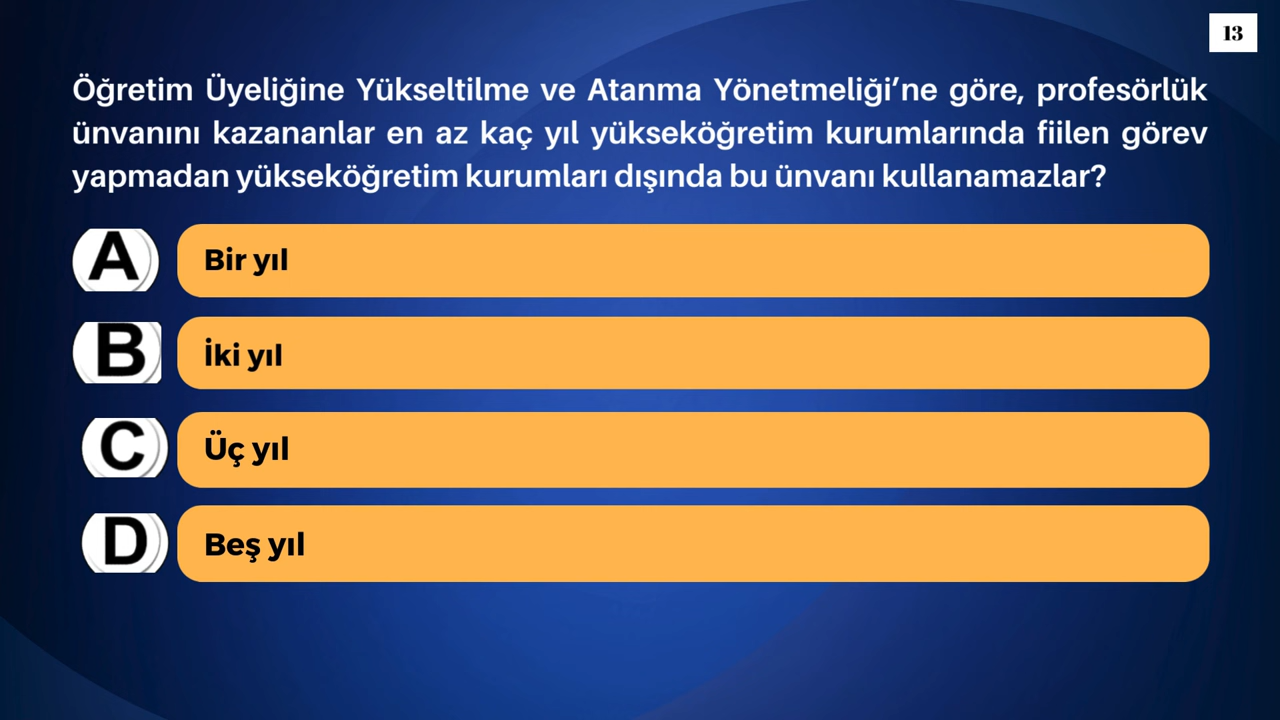 13
Öğretim Üyeliğine Yükseltilme ve Atanma Yönetmeliği’ne göre, profesörlük
ünvanını kazananlar en az kaç yıl yükseköğretim kurumlarında fiilen görev
yapmadan yükseköğretim kurumları dışında bu ünvanı kullanamazlar?
A Bir yıl
B İki yıl
C Üç yıl
D Beş yıl